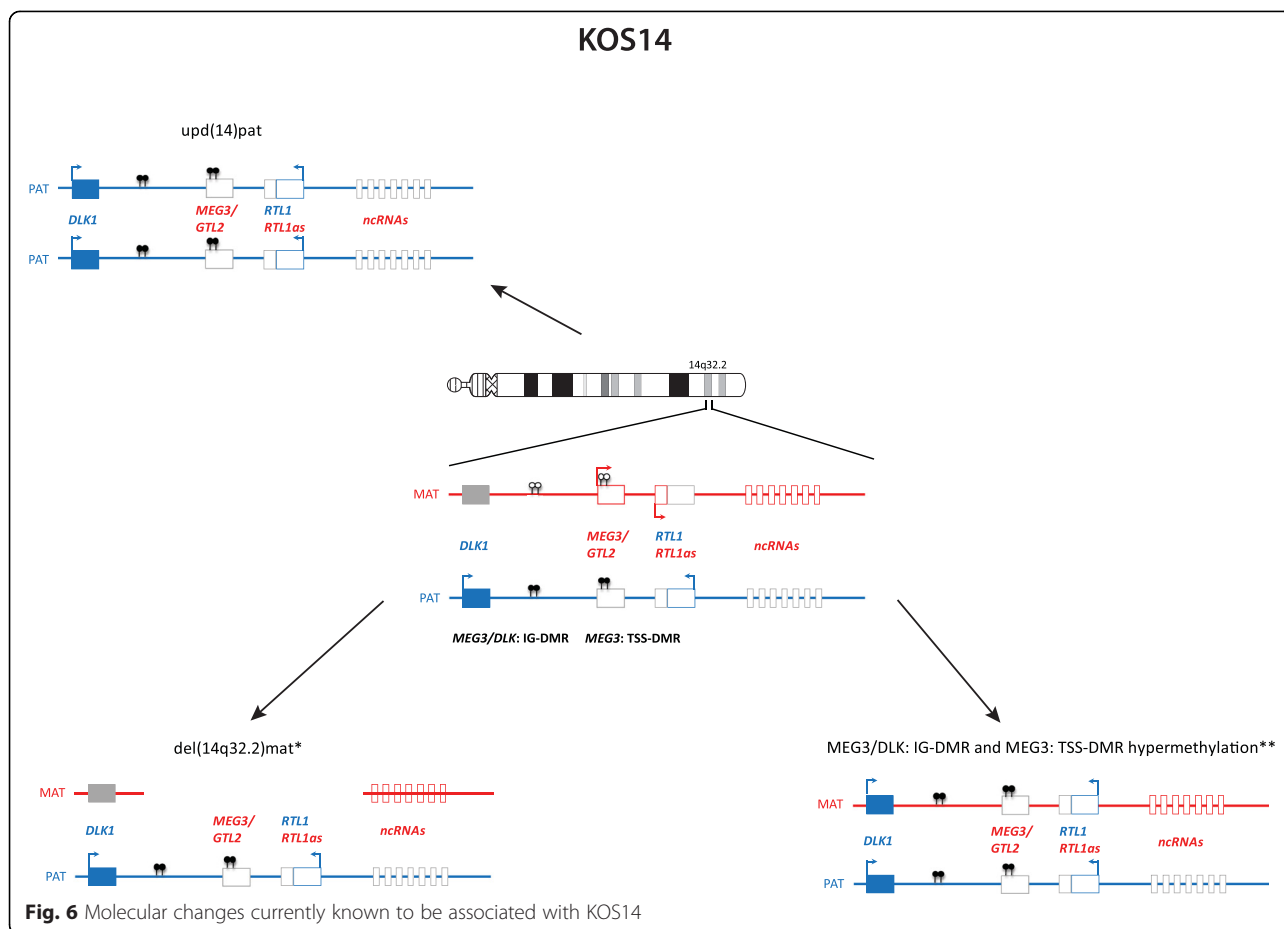 KOS14
upd(14)pat
PAT
DLK1
MEG3/
GTL2
RTL1
RTL1as
ncRNAs
PAT
14q32.2
MAT
DLK1
MEG3/
GTL2
RTL1
RTL1as
ncRNAs
PAT
MEG3/DLK: IG-DMR
MEG3: TSS-DMR
del(14q32.2)mat*
MAT
DLK1
MEG3/
GTL2
RTL1
RTL1as
ncRNAs
PAT
MEG3/DLK: IG-DMR and MEG3: TSS-DMR hypermethylation**
MAT
DLK1
MEG3/
GTL2
RTL1
RTL1as
ncRNAs
PAT
Fig. 6 Molecular changes currently known to be associated with KOS14